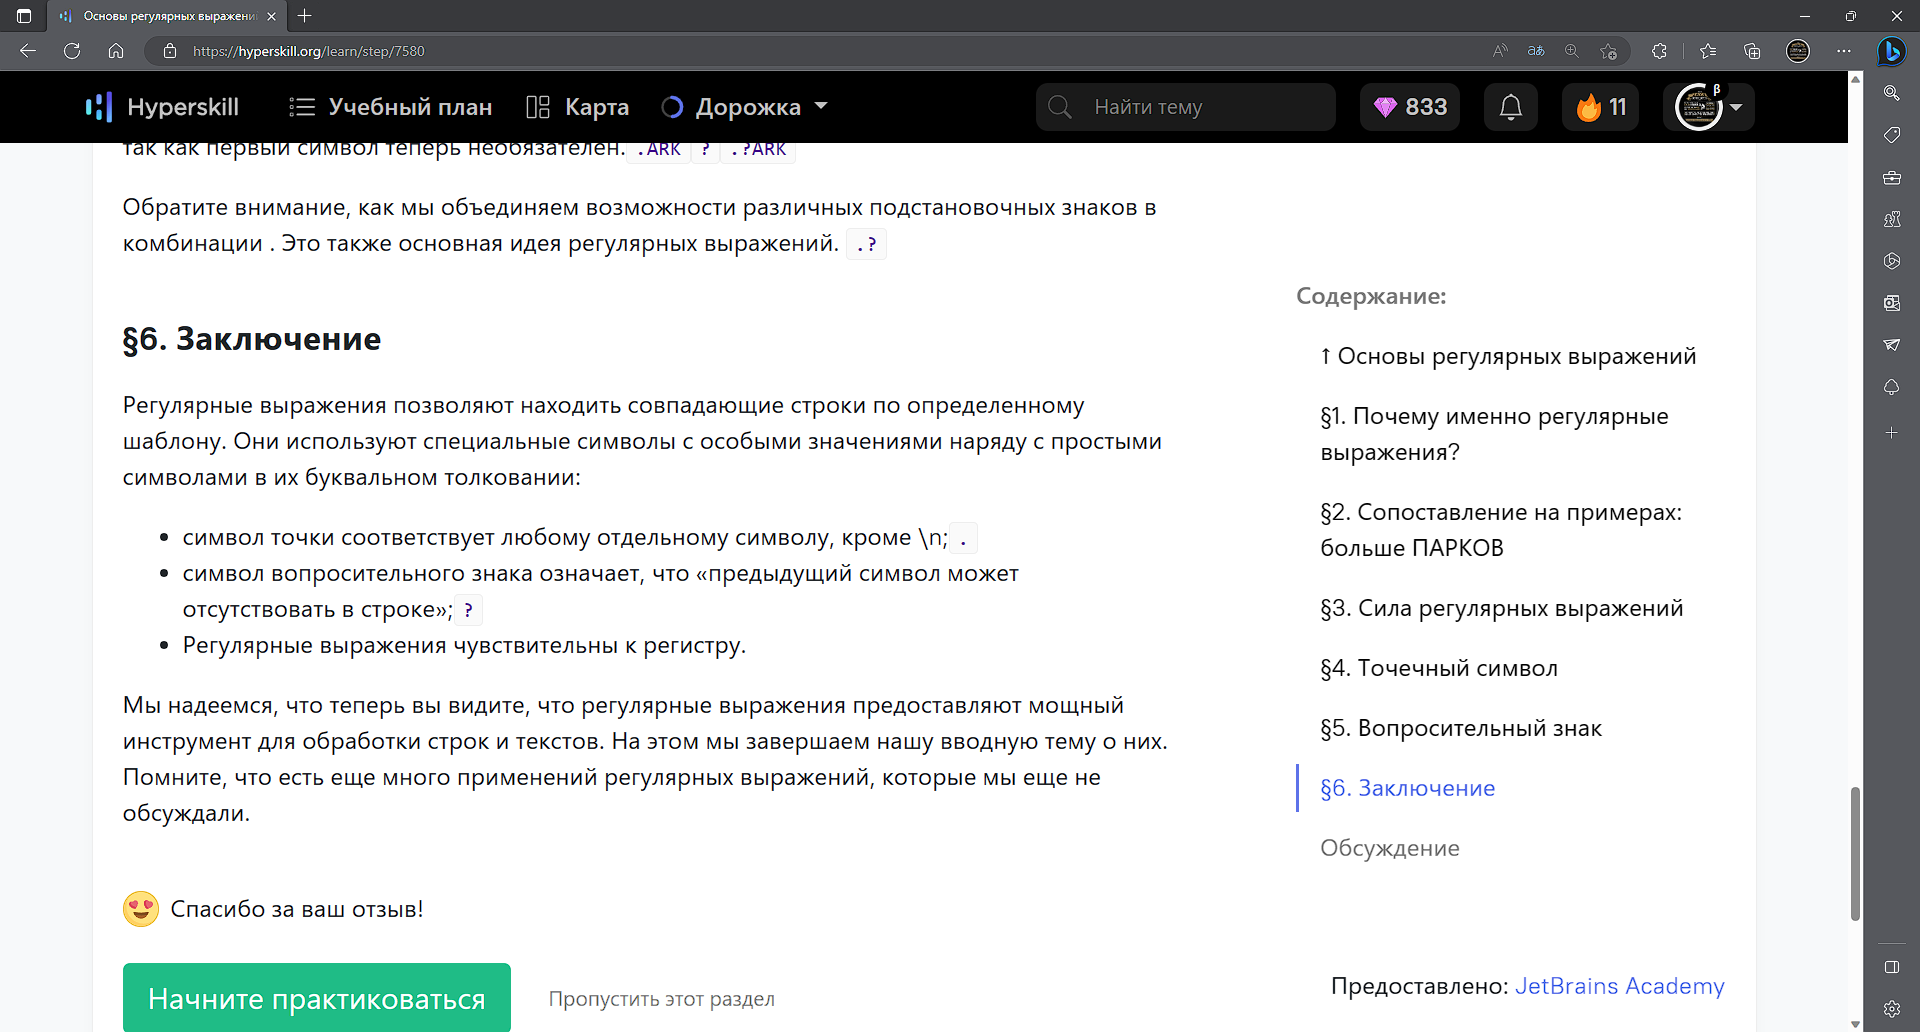 Основы регулярных выражени
https://hyperskill.org/learn/step/7580
Hyperskill
Учебный план
Карта
Дорожка
Найти тему
833
11
β
так как первый символ теперь необязателен. .ARK ? .?ARK
Обратите внимание, как мы объединяем возможности различных подстановочных знаков в
комбинации . Это также основная идея регулярных выражений. .?
§6. Заключение
Регулярные выражения позволяют находить совпадающие строки по определенному
шаблону. Они используют специальные символы с особыми значениями наряду с простыми
символами в их буквальном толковании:
• символ точки соответствует любому отдельному символу, кроме \n; .
• символ вопросительного знака означает, что «предыдущий символ может
отсутствовать в строке»; ?
• Регулярные выражения чувствительны к регистру.
Мы надеемся, что теперь вы видите, что регулярные выражения предоставляют мощный
инструмент для обработки строк и текстов. На этом мы завершаем нашу вводную тему о них.
Помните, что есть еще много применений регулярных выражений, которые мы еще не
обсуждали.
Спасибо за ваш отзыв!
Начните практиковаться
Пропустить этот раздел
Содержание:
↑ Основы регулярных выражений
§1. Почему именно регулярные
выражения?
§2. Сопоставление на примерах:
больше ПАРКОВ
§3. Сила регулярных выражений
§4. Точечный символ
§5. Вопросительный знак
§6. Заключение
Обсуждение
Предоставлено: JetBrains Academy